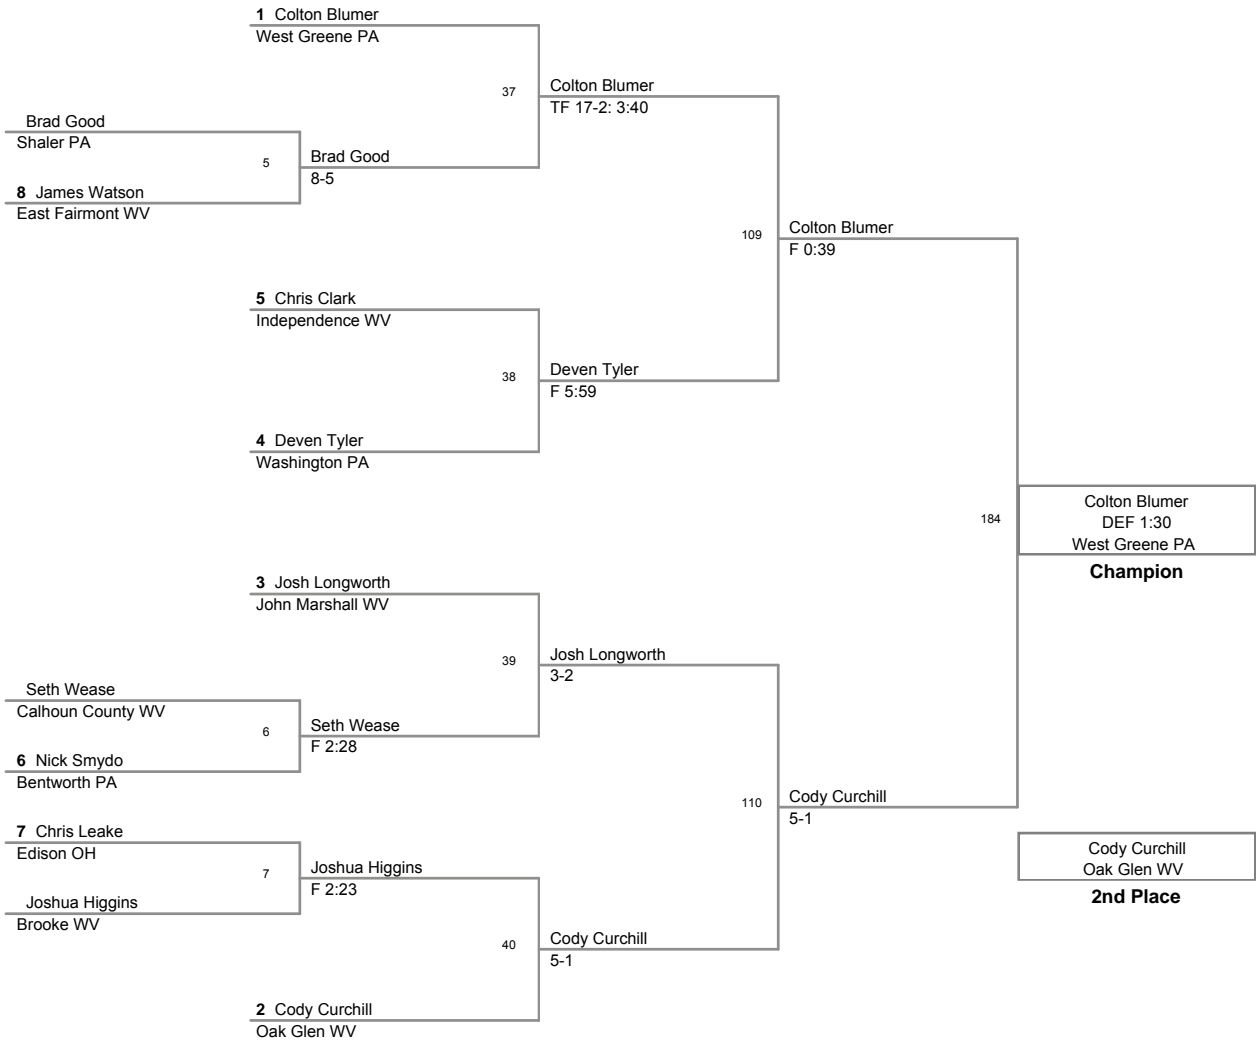 1 Colton Blumer
West Greene PA
37
Colton Blumer
TF 17-2: 3:40
Brad Good
Shaler PA
5
Brad Good
8-5
8 James Watson
East Fairmont WV
109
Colton Blumer
F 0:39
5 Chris Clark
Independence WV
38
Deven Tyler
F 5:59
4 Deven Tyler
Washington PA
184
Colton Blumer
DEF 1:30
West Greene PA
Champion
3 Josh Longworth
John Marshall WV
39
Josh Longworth
3-2
Seth Wease
Calhoun County WV
6
Seth Wease
F 2:28
6 Nick Smydo
Bentworth PA
110
Cody Curchill
5-1
7 Chris Leake
Edison OH
7
Joshua Higgins
F 2:23
Joshua Higgins
Brooke WV
40
Cody Curchill
5-1
2 Cody Curchill
Oak Glen WV
Cody Curchill
Oak Glen WV
2nd Place